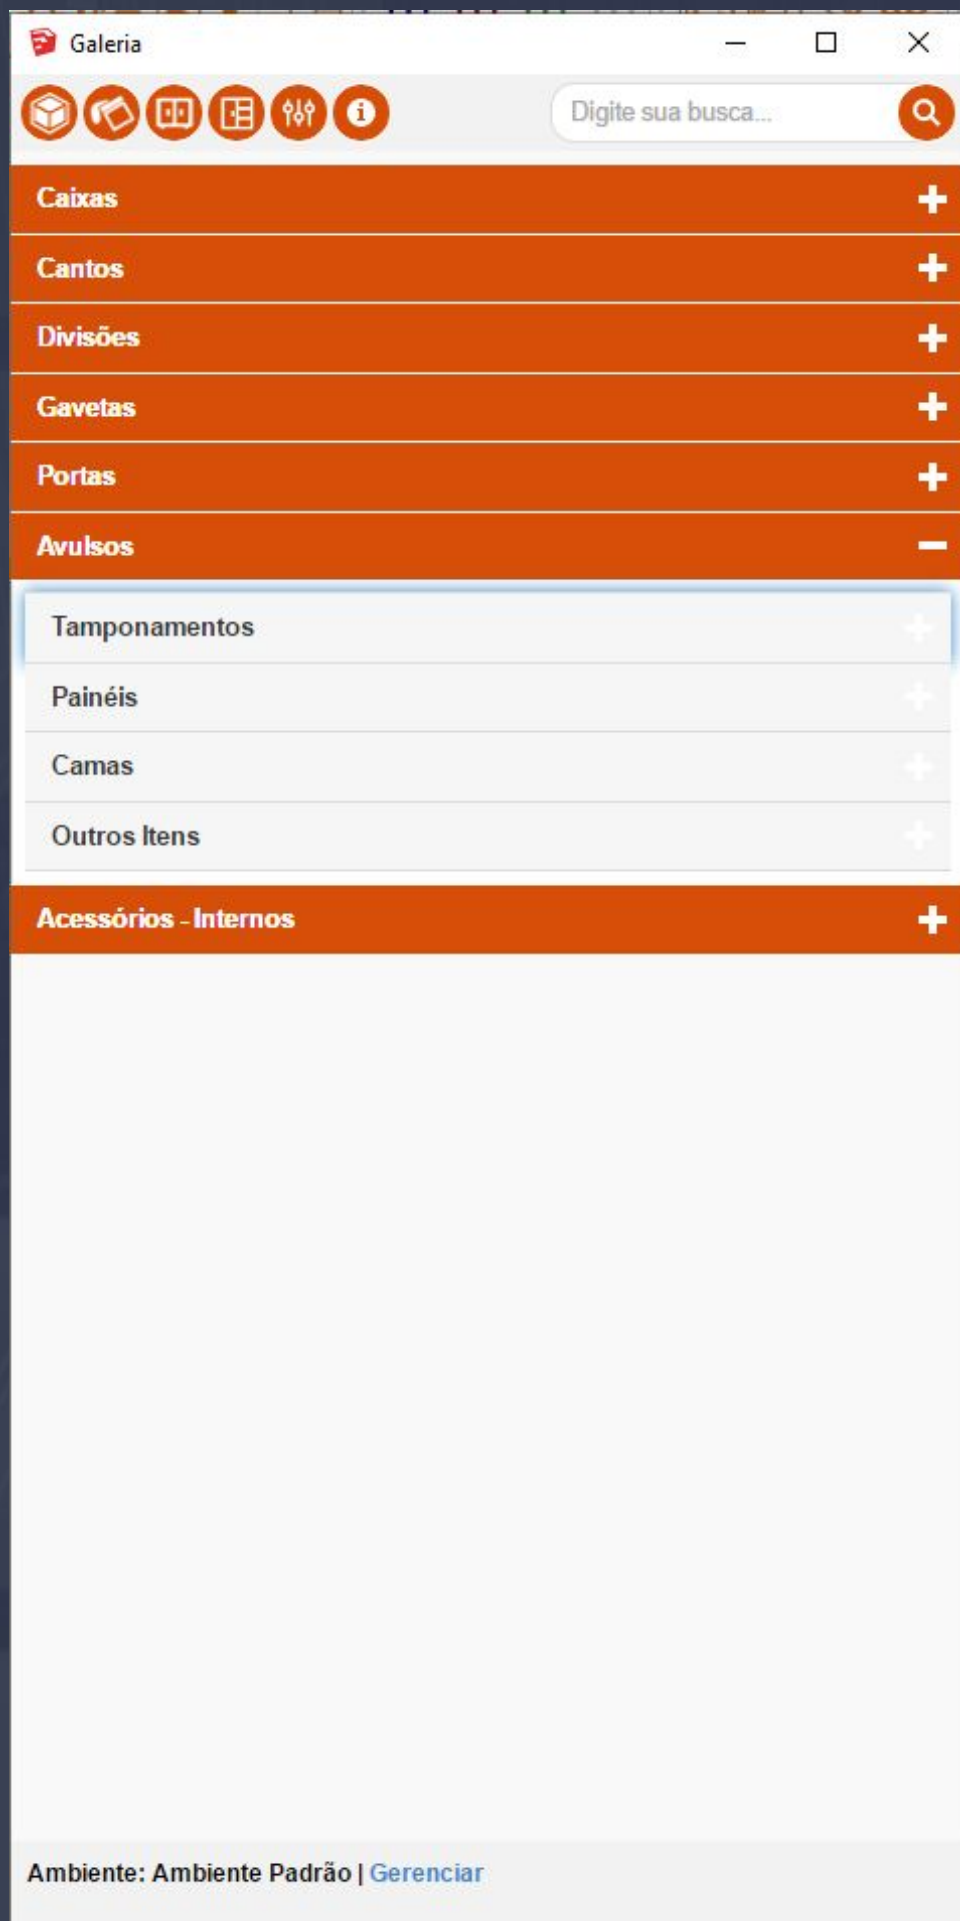 Galeria
Digite sua busca...
Caixas
Cantos
Divisões
Gavetas
Portas
Avulsos
Tamponamentos
Painéis
Camas
Outros Itens
Acessórios - Internos
Ambiente: Ambiente Padrão | Gerenciar